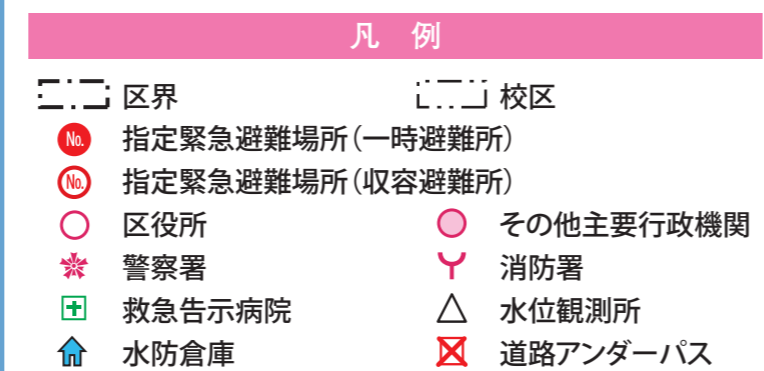 凡 例
区界 校区
No. 指定緊急避難場所（一時避難所）
No. 指定緊急避難場所（収容避難所）
区役所 その他主要行政機関
警察署 消防署
救急告示病院 水位観測所
水防倉庫 道路アンダーパス